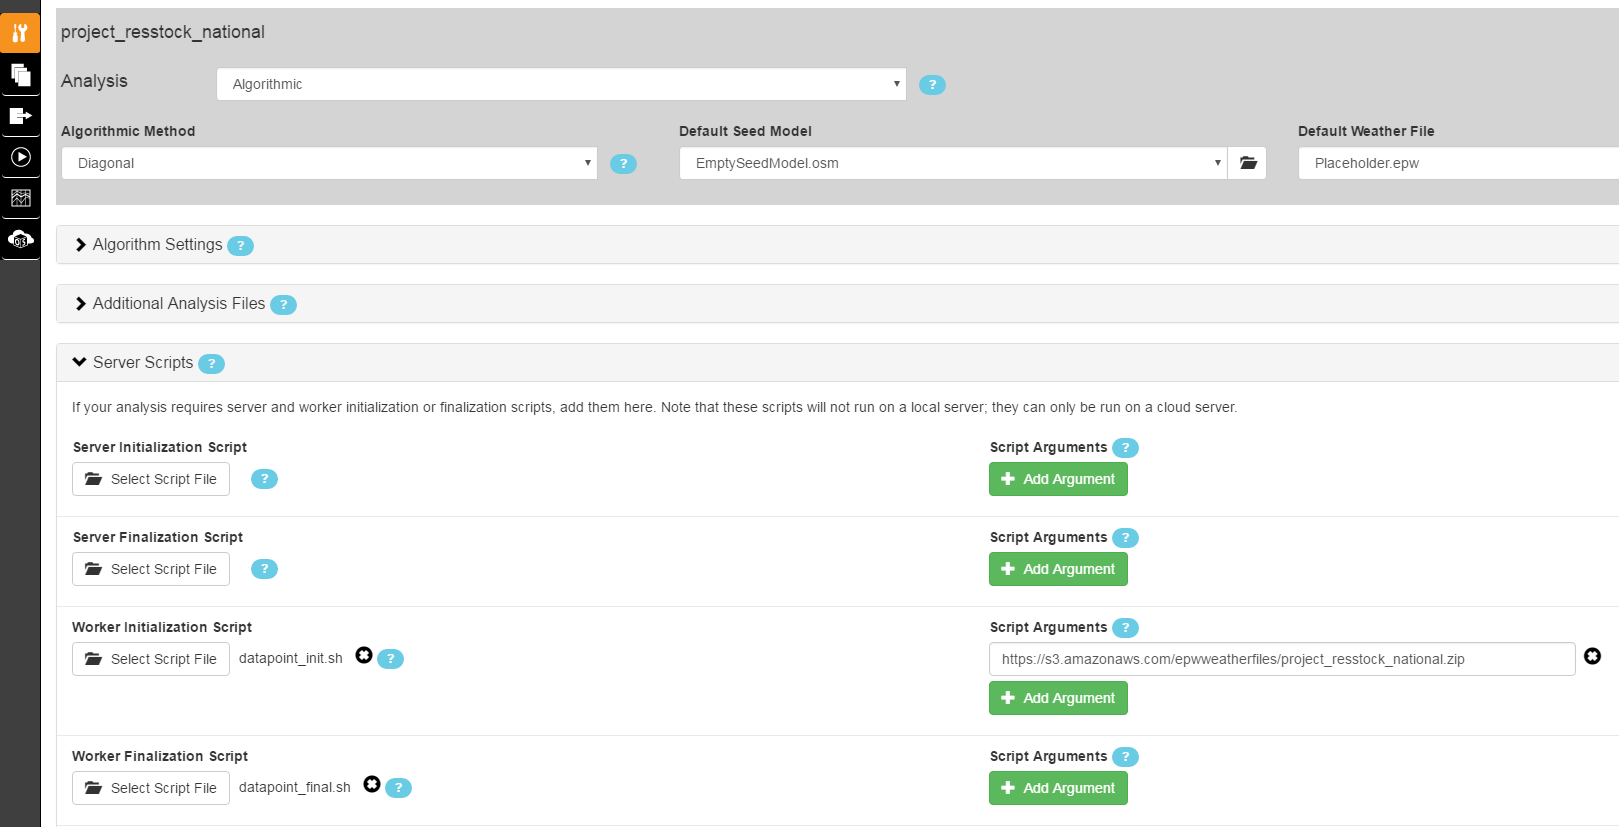 project_resstock_national
Analysis
Algorithmic
?
Algorithmic Method
Default Seed Model
Default Weather File
Diagonal
?
EmptySeedModel.osm
Placeholder.epw
Algorithm Settings ?
Additional Analysis Files ?
Server Scripts ?
If your analysis requires server and worker initialization or finalization scripts, add them here. Note that these scripts will not run on a local server; they can only be run on a cloud server.
Server Initialization Script
Script Arguments ?
Select Script File ?
Add Argument
Server Finalization Script
Script Arguments ?
Select Script File ?
Add Argument
Worker Initialization Script
Script Arguments ?
Select Script File datapoint_init.sh ?
https://s3.amazonaws.com/epwweatherfiles/project_resstock_national.zip
Add Argument
Worker Finalization Script
Script Arguments ?
Select Script File datapoint_final.sh ?
Add Argument